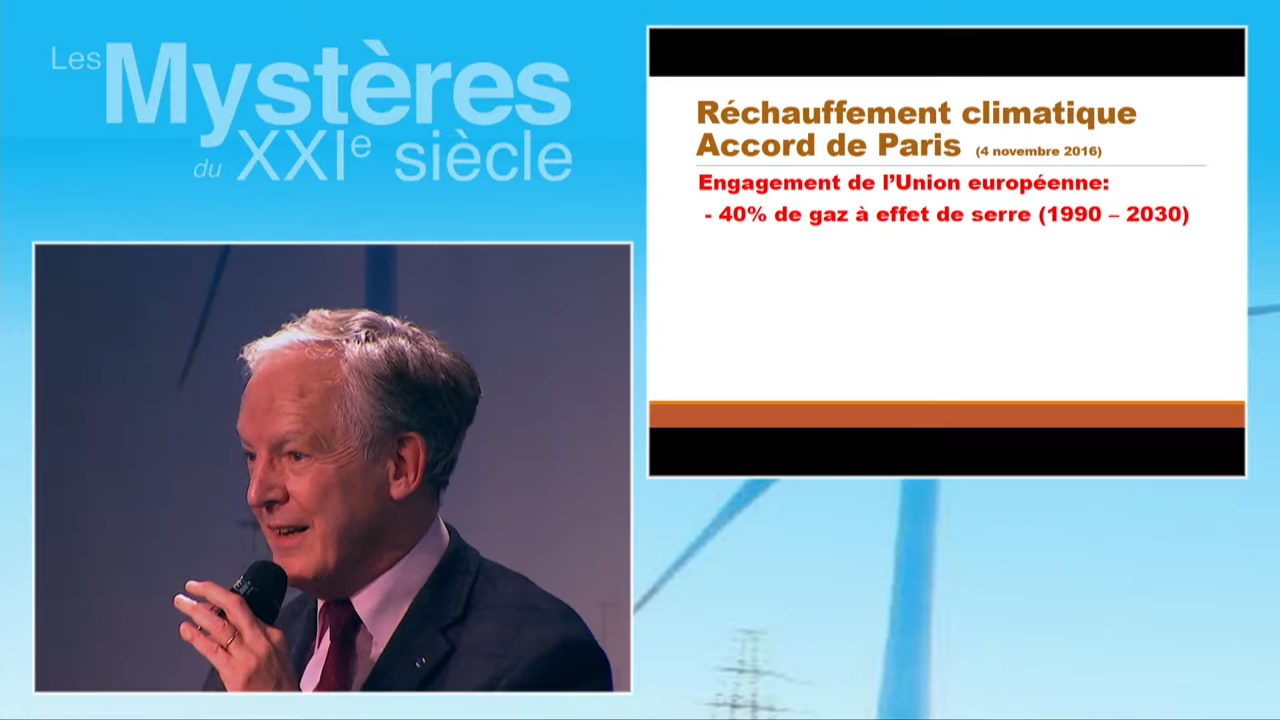 Les Mystères
du XXIe siècle
Réchauffement climatique
Accord de Paris (4 novembre 2016)
Engagement de l’Union européenne:
- 40% de gaz à effet de serre (1990 – 2030)